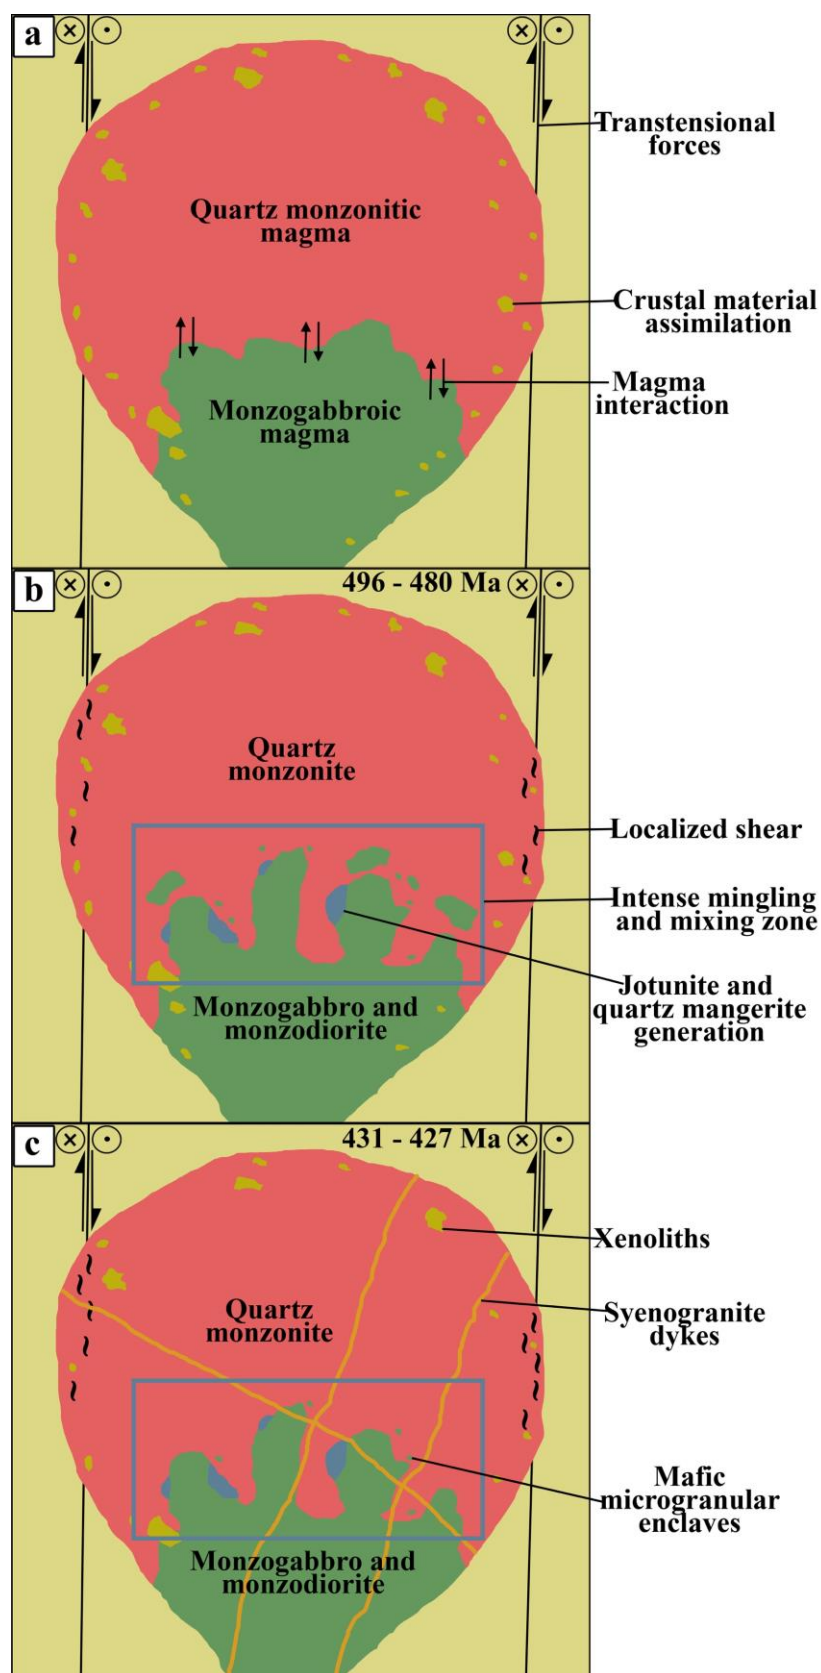 a
Transtensional
forces
Quartz monzonitic
magma
Crustal material
assimilation
Magma
interaction
Monzogabbroic
magma
b
496 - 480 Ma
Quartz
monzonite
Localized shear
Intense mingling
and mixing zone
Jotunite and
quartz mangerite
generation
Monzogabbro and
monzodiorite
c
431 - 427 Ma
Xenoliths
Syenogranite
dykes
Quartz
monzonite
Mafic
microgranular
enclaves
Monzogabbro and
monzodiorite